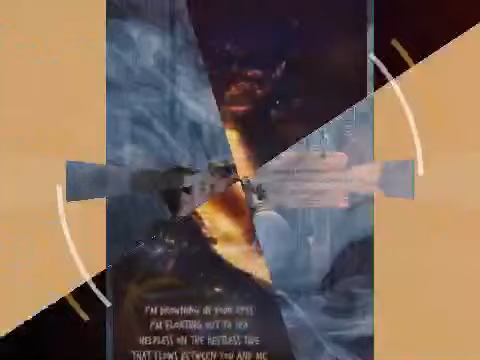 I'M DROWNING IN YOUR EYES
I'M FLOATING OUT TO SEA
HELPLESS ON THE RESTLESS TIDE
THAT FLOWS BETWEEN YOU AND ME